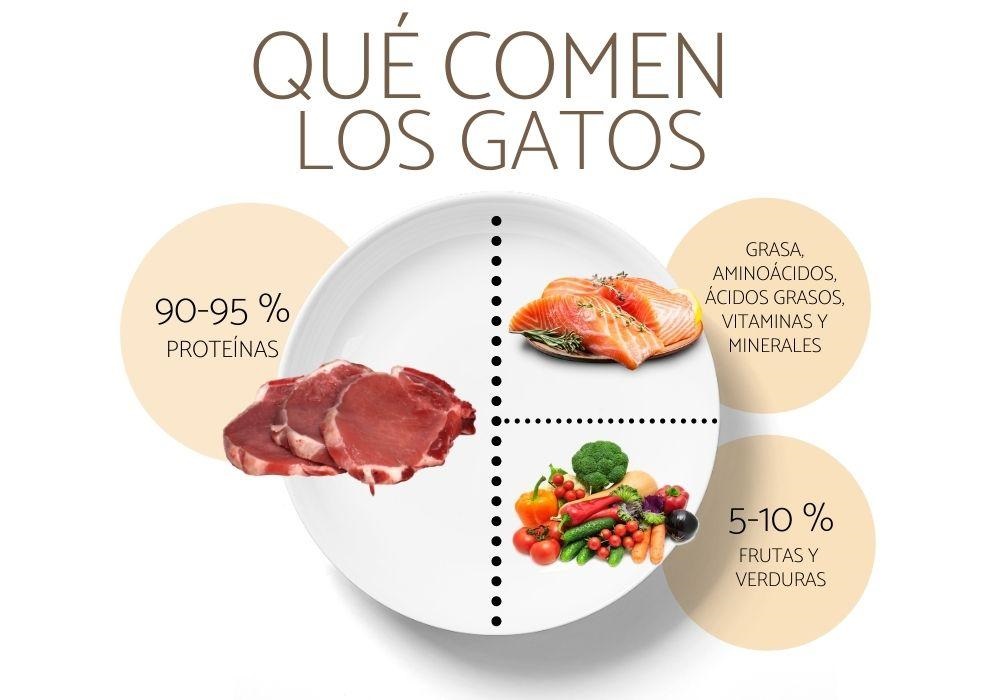 QUÉ COMEN
LOS GATOS
90-95 %
PROTEÍNAS
GRASA,
AMINOÁCIDOS,
ÁCIDOS GRASOS,
VITAMINAS Y
MINERALES
5-10 %
FRUTAS Y
VERDURAS